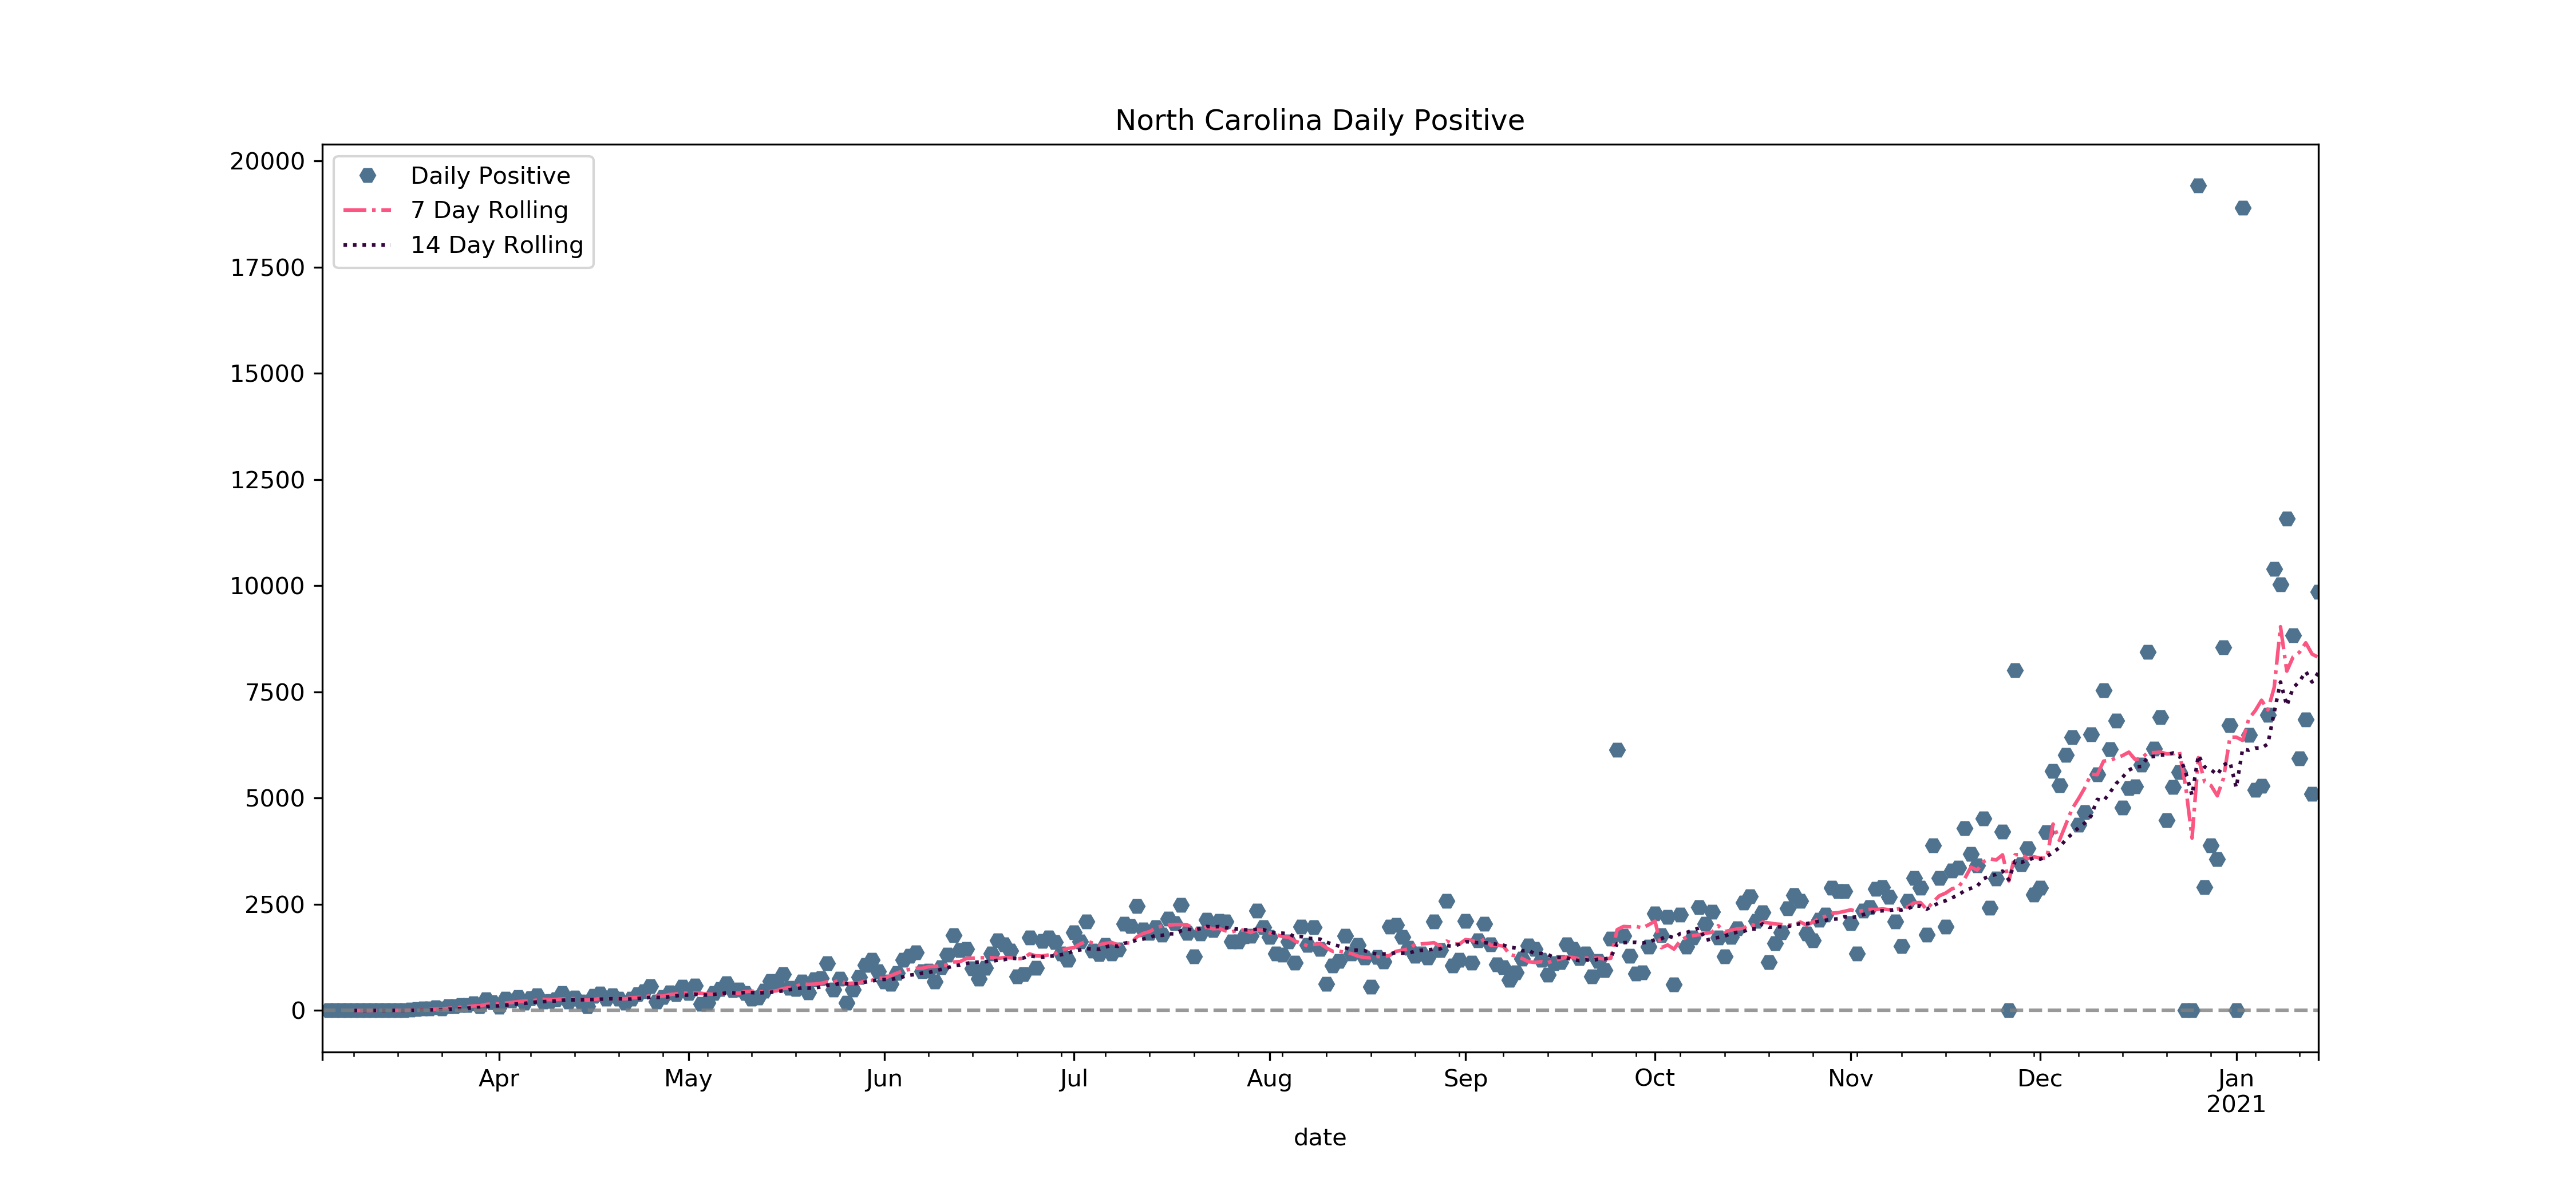 North Carolina Daily Positive
20000
17500
15000
12500
10000
7500
5000
2500
0
Daily Positive
7 Day Rolling
14 Day Rolling
Apr May Jun Jul Aug Sep Oct Nov Dec Jan
2021
date